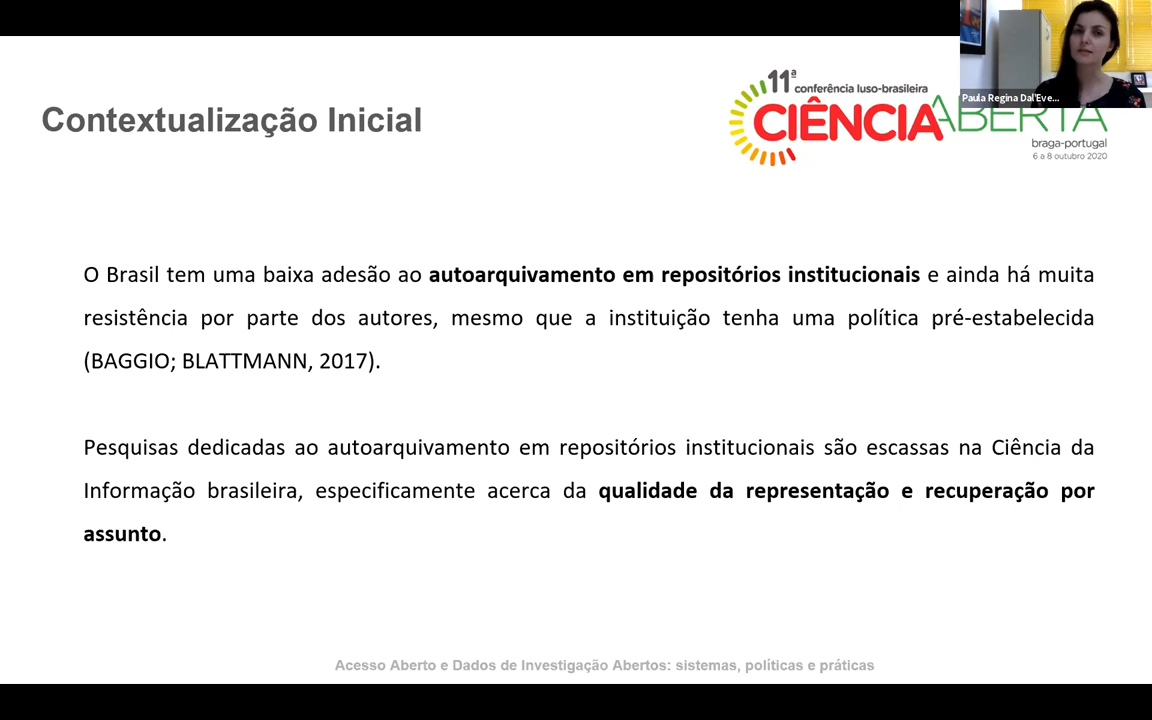 Contextualização Inicial
11ª conferência luso-brasileira
CIÊNCIA ABERTA
braga-portugal
6 a 8 outubro 2020
Paula Regina Dal'Eve...
O Brasil tem uma baixa adesão ao autoarquivamento em repositórios institucionais e ainda há muita
resistência por parte dos autores, mesmo que a instituição tenha uma política pré-estabelecida
(BAGGIO; BLATTMANN, 2017).
Pesquisas dedicadas ao autoarquivamento em repositórios institucionais são escassas na Ciência da
Informação brasileira, especificamente acerca da qualidade da representação e recuperação por
assunto.
Acesso Aberto e Dados de Investigação Abertos: sistemas, políticas e práticas